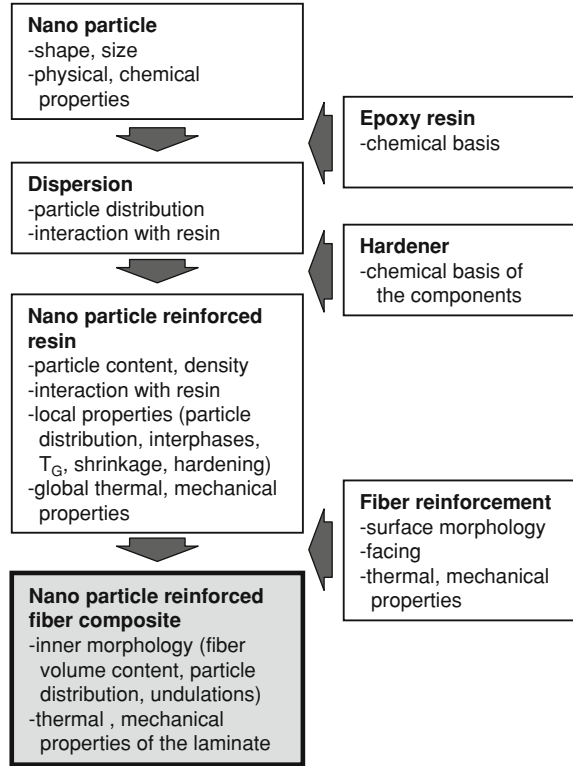 Nano particle
-shape, size
-physical, chemical
properties
Epoxy resin
-chemical basis
Dispersion
-particle distribution
-interaction with resin
Hardener
-chemical basis of
the components
Nano particle reinforced
resin
-particle content, density
-interaction with resin
-local properties (particle
distribution, interphases,
TG, shrinkage, hardening)
-global thermal, mechanical
properties
Fiber reinforcement
-surface morphology
-facing
-thermal, mechanical
properties
Nano particle reinforced
fiber composite
-inner morphology (fiber
volume content, particle
distribution, undulations)
-thermal , mechanical
properties of the laminate